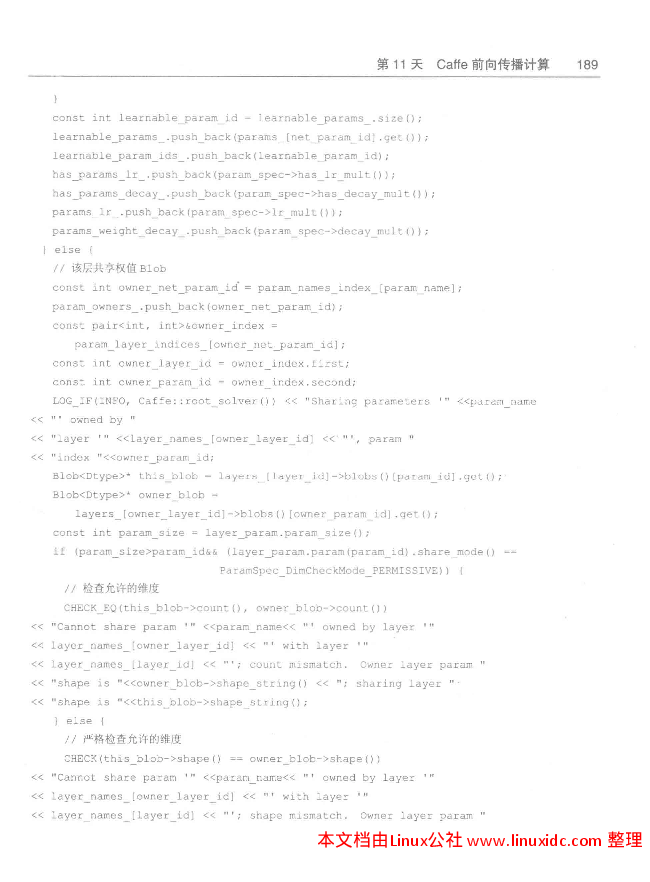 第 11 天 Caffe 前向传播计算 189
}
const int learnable_param_id = learnable_params_.size();
learnable_params_.push_back(params_[net_param_id].get());
learnable_param_ids_.push_back(learnable_param_id);
has_params_lr_.push_back(param_spec->has_lr_mult());
has_params_decay_.push_back(param_spec->has_decay_mult());
params_lr_.push_back(param_spec->lr_mult());
params_weight_decay_.push_back(param_spec->decay_mult());
} else {
// 该层共享权值 Blob
const int owner_net_param_id = param_names_index_[param_name];
param_owners_.push_back(owner_net_param_id);
const pair<int, int>&owner_index =
param_layer_indices_[owner_net_param_id];
const int owner_layer_id = owner_index.first;
const int owner_param_id = owner_index.second;
LOG_IF(INFO, Caffe::root_solver()) << "Sharing parameters '" <<param_name
<< "' owned by "
<< "layer '" <<layer_names_[owner_layer_id] << "', param "
<< "index "<<owner_param_id;
Blob<Dtype>* this_blob = layers_[layer_id]->blobs()[param_id].get();
Blob<Dtype>* owner_blob =
layers_[owner_layer_id]->blobs()[owner_param_id].get();
const int param_size = layer_param.param_size();
if (param_size>param_id&& (layer_param.param(param_id).share_mode() ==
ParamSpec_DimCheckMode_PERMISSIVE)) {
// 检查允许的维度
CHECK_EQ(this_blob->count(), owner_blob->count())
<< "Cannot share param '" <<param_name<< "' owned by layer '"
<< layer_names_[owner_layer_id] << "' with layer '"
<< layer_names_[layer_id] << "'; count mismatch.  Owner layer param "
<< "shape is "<<owner_blob->shape_string() << "; sharing layer "
<< "shape is "<<this_blob->shape_string();
} else {
// 严格检查允许的维度
CHECK(this_blob->shape() == owner_blob->shape())
<< "Cannot share param '" <<param_name<< "' owned by layer '"
<< layer_names_[owner_layer_id] << "' with layer '"
<< layer_names_[layer_id] << "'; shape mismatch.  Owner layer param "
本文档由Linux公社 www.linuxidc.com 整理